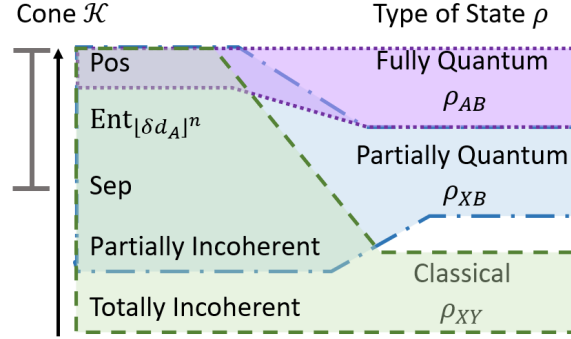 Cone 𝒦
Type of State ρ
Pos
Fully Quantum
ρ_AB
Ent_⌊δd_A⌋^n
Partially Quantum
Sep
ρ_XB
Partially Incoherent
Classical
Totally Incoherent
ρ_XY